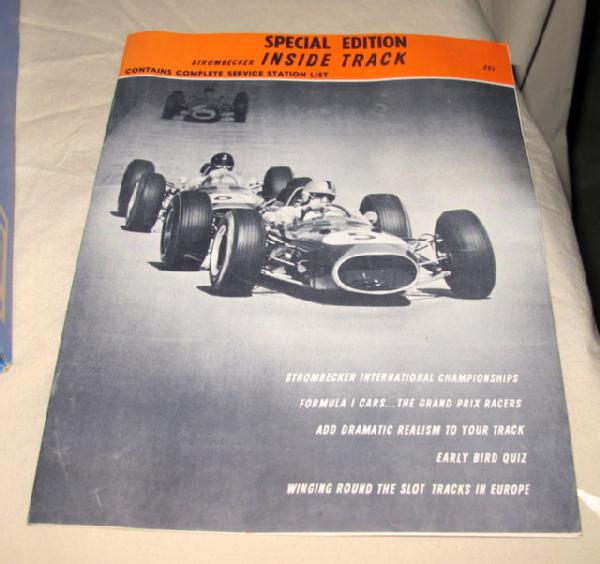 SPECIAL EDITION
STROMBECKER INSIDE TRACK
25¢
CONTAINS COMPLETE SERVICE STATION LIST
STROMBECKER INTERNATIONAL CHAMPIONSHIPS
FORMULA 1 CARS...THE GRAND PRIX RACERS
ADD DRAMATIC REALISM TO YOUR TRACK
EARLY BIRD QUIZ
WINGING ROUND THE SLOT TRACKS IN EUROPE